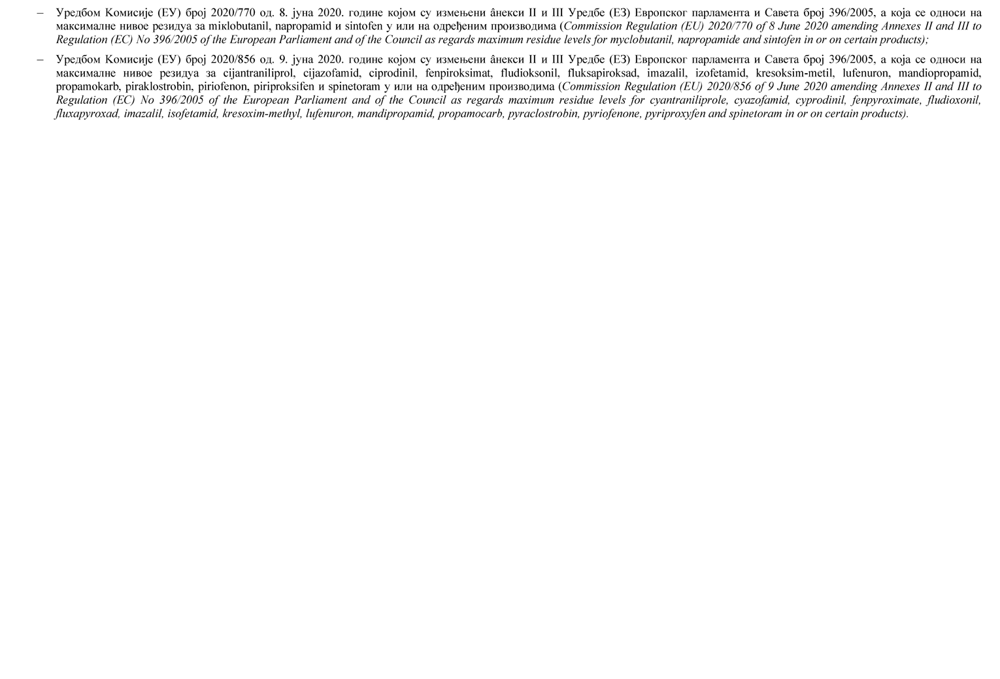 – Уредбом Комисије (ЕУ) број 2020/770 од. 8. јуна 2020. године којом су измењени âнекси II и III Уредбе (ЕЗ) Европског парламента и Савета број 396/2005, а која се односи на
максималне нивое резидуа за miкlobutanil, napropamid и sintofen у или на одређеним производима (Commission Regulation (EU) 2020/770 of 8 June 2020 amending Annexes II and III to
Regulation (EC) No 396/2005 of the European Parliament and of the Council as regards maximum residue levels for myclobutanil, napropamide and sintofen in or on certain products);
– Уредбом Комисије (ЕУ) број 2020/856 од. 9. јуна 2020. године којом су измењени âнекси II и III Уредбе (ЕЗ) Европског парламента и Савета број 396/2005, а која се односи на
максималне нивое резидуа за cijantraniliprol, cijazofamid, ciprodinil, fenpiroksimat, fludioksonil, fluksapiroksad, imazalil, izofetamid, kresoksim-metil, lufenuron, mandiopropamid,
propamokarb, piraklostrobin, piriofenon, piriproksifen и spinetoram у или на одређеним производима (Commission Regulation (EU) 2020/856 of 9 June 2020 amending Annexes II and III to
Regulation (EC) No 396/2005 of the European Parliament and of the Council as regards maximum residue levels for cyantraniliprole, cyazofamid, cyprodinil, fenpyroximate, fludioxonil,
fluxapyroxad, imazalil, isofetamid, kresoxim-methyl, lufenuron, mandipropamid, propamocarb, pyraclostrobin, pyriofenone, pyriproxyfen and spinetoram in or on certain products).